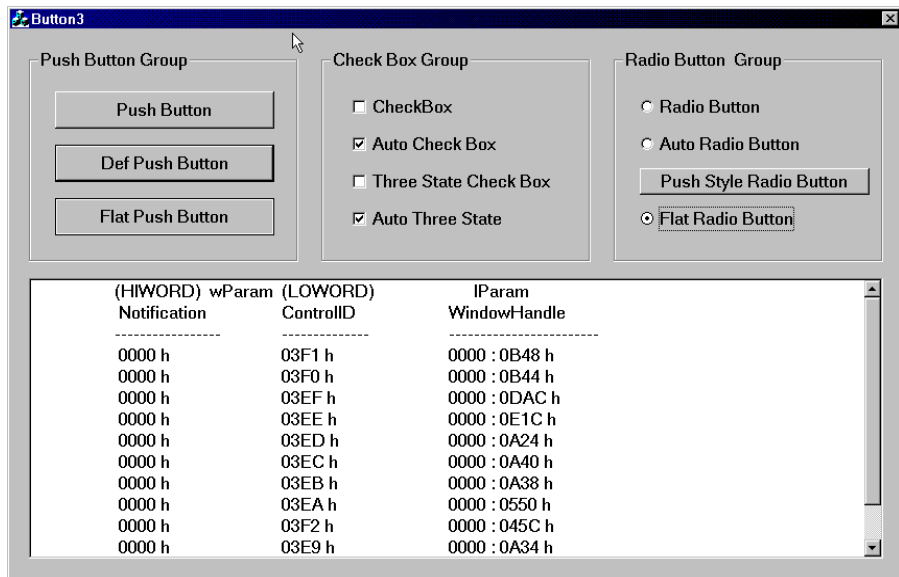 Button3
Push Button Group
Push Button
Def Push Button
Flat Push Button
Check Box Group
CheckBox
Auto Check Box
Three State Check Box
Auto Three State
Radio Button Group
Radio Button
Auto Radio Button
Push Style Radio Button
Flat Radio Button
(HIWORD) wParam (LOWORD) lParam
Notification ControlID WindowHandle
----------------- -------------- ------------------------
0000 h 03F1 h 0000 : 0B48 h
0000 h 03F0 h 0000 : 0B44 h
0000 h 03EF h 0000 : 0DAC h
0000 h 03EE h 0000 : 0E1C h
0000 h 03ED h 0000 : 0A24 h
0000 h 03EC h 0000 : 0A40 h
0000 h 03EB h 0000 : 0A38 h
0000 h 03EA h 0000 : 0550 h
0000 h 03F2 h 0000 : 045C h
0000 h 03E9 h 0000 : 0A34 h